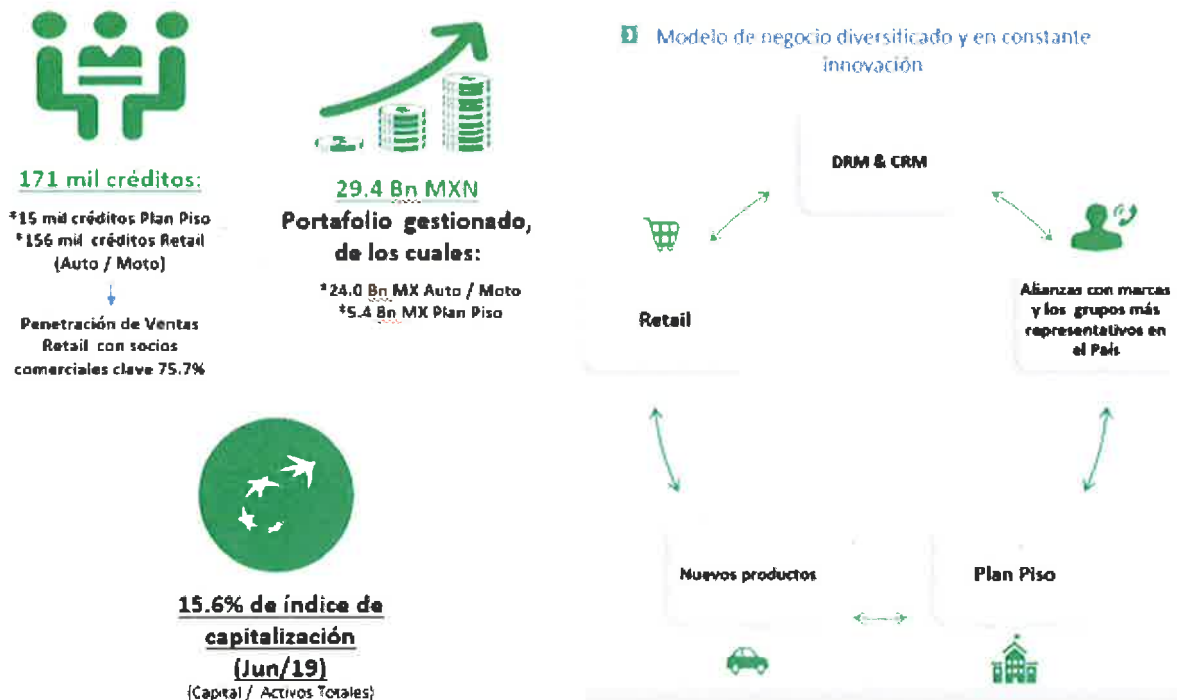 171 mil créditos:
*15 mil créditos Plan Piso
*156 mil créditos Retail
(Auto / Moto)
Penetración de Ventas
Retail con socios
comerciales clave 75.7%
29.4 Bn MXN
Portafolio gestionado,
de los cuales:
*24.0 Bn MX Auto / Moto
*5.4 Bn MX Plan Piso
15.6% de índice de
capitalización
(Jun/19)
(Capital / Activos Totales)
Modelo de negocio diversificado y en constante
innovación
DRM & CRM
Retail
Alianzas con marcas
y los grupos más
representativos en
el País
Nuevos productos
Plan Piso